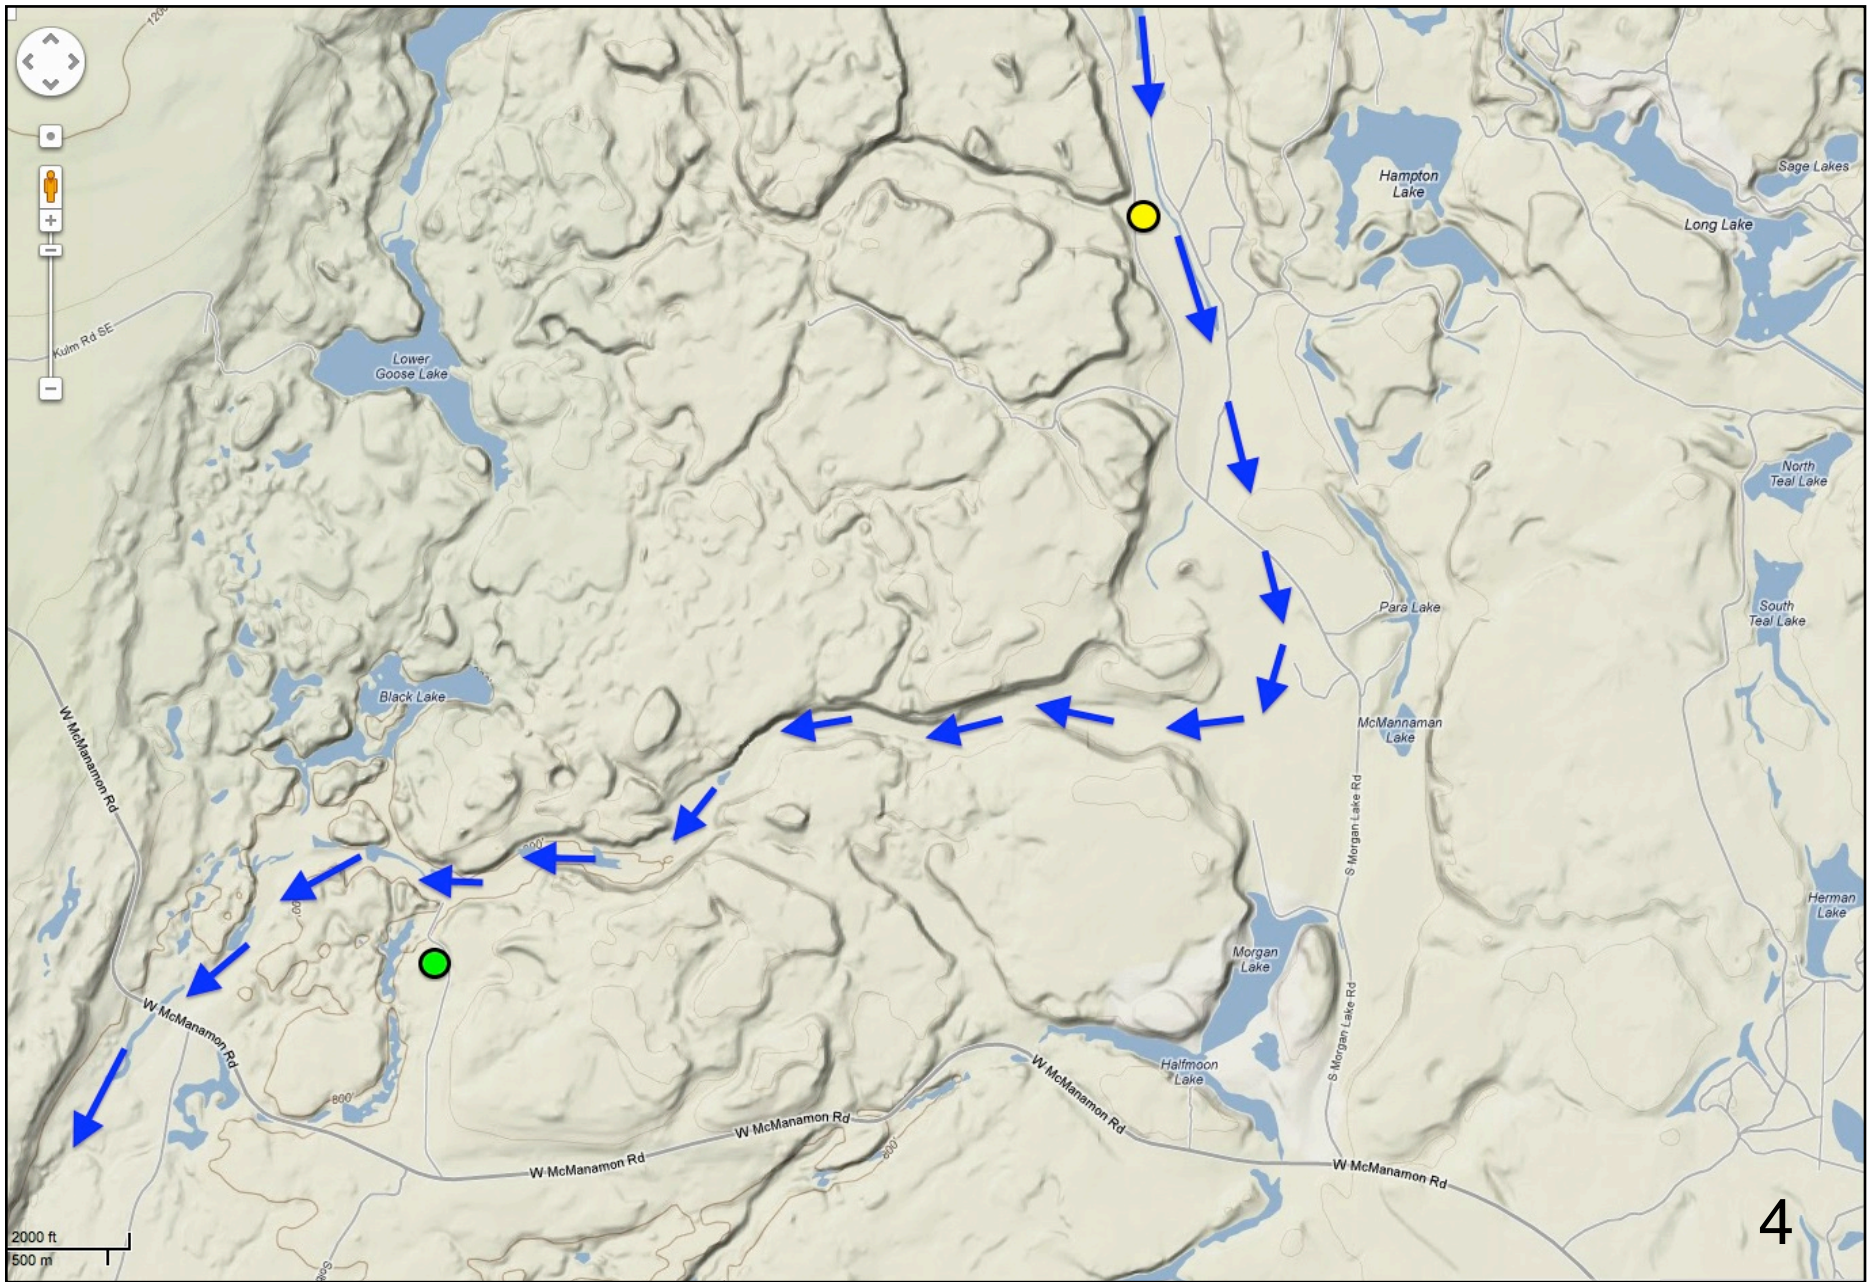 1200
Hampton
Lake
Sage Lakes
Long Lake
Kulm Rd SE
Lower
Goose Lake
North
Teal Lake
Para Lake
South
Teal Lake
Black Lake
W McManamon Rd
McMannaman
Lake
S Morgan Lake Rd
800'
Herman
Lake
Morgan
Lake
W McManamon Rd
S Morgan Lake Rd
Halfmoon
Lake
W McManamon Rd
800'
W McManamon Rd
800'
W McManamon Rd
W McManamon Rd
4
2000 ft
500 m